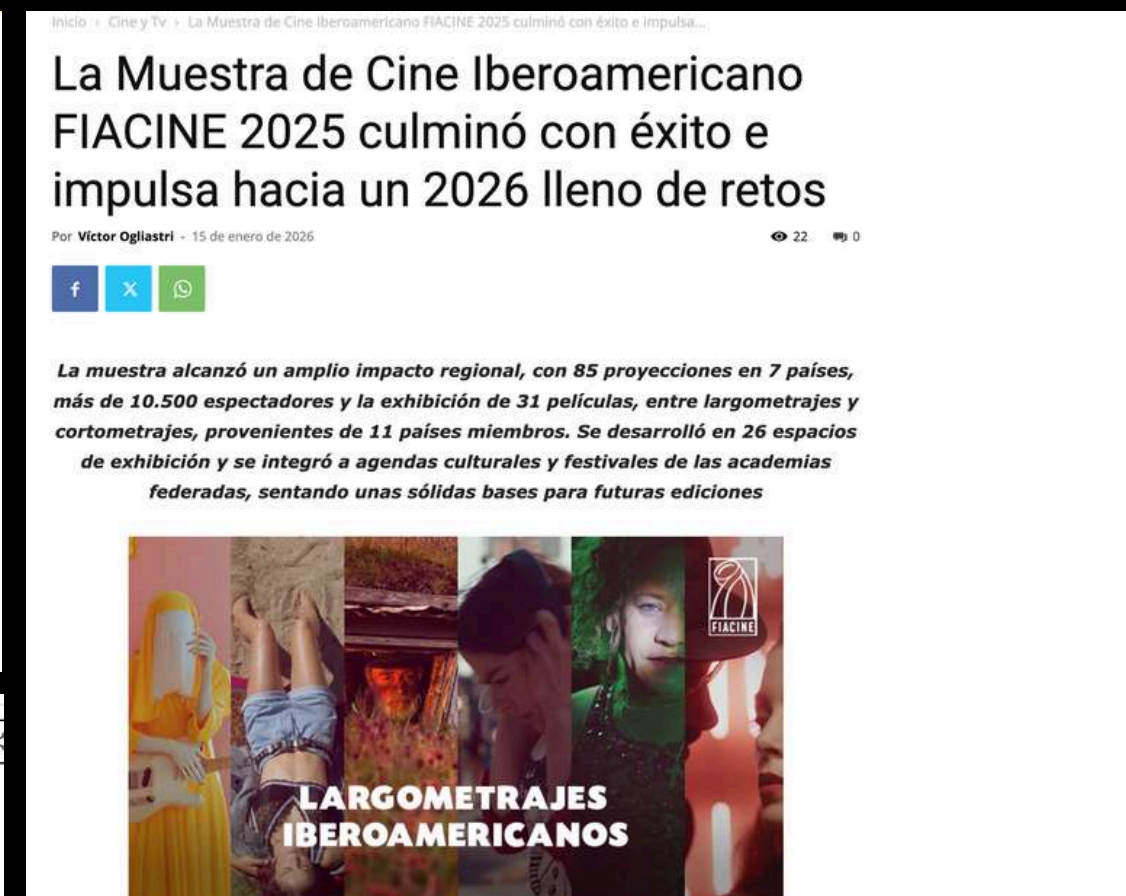 Inicio › Cine y Tv › La Muestra de Cine Iberoamericano FIACINE 2025 culminó con éxito e impulsa...
La Muestra de Cine Iberoamericano
FIACINE 2025 culminó con éxito e
impulsa hacia un 2026 lleno de retos
Por Víctor Ogliastri - 15 de enero de 2026 22 0
La muestra alcanzó un amplio impacto regional, con 85 proyecciones en 7 países,
más de 10.500 espectadores y la exhibición de 31 películas, entre largometrajes y
cortometrajes, provenientes de 11 países miembros. Se desarrolló en 26 espacios
de exhibición y se integró a agendas culturales y festivales de las academias
federadas, sentando unas sólidas bases para futuras ediciones
FIACINE
LARGOMETRAJES
IBEROAMERICANOS